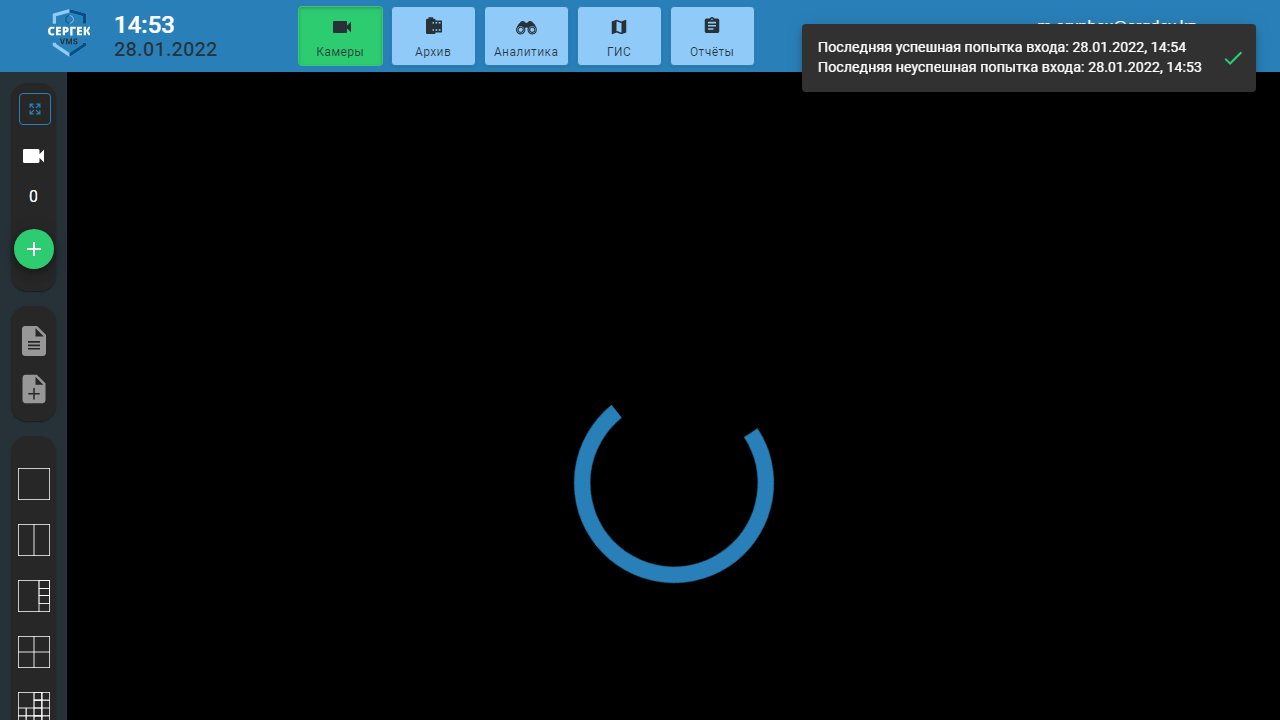 СЕРГЕК
VMS
14:53
28.01.2022
Камеры
Архив
Аналитика
ГИС
Отчёты
Последняя успешная попытка входа: 28.01.2022, 14:54
Последняя неуспешная попытка входа: 28.01.2022, 14:53
0